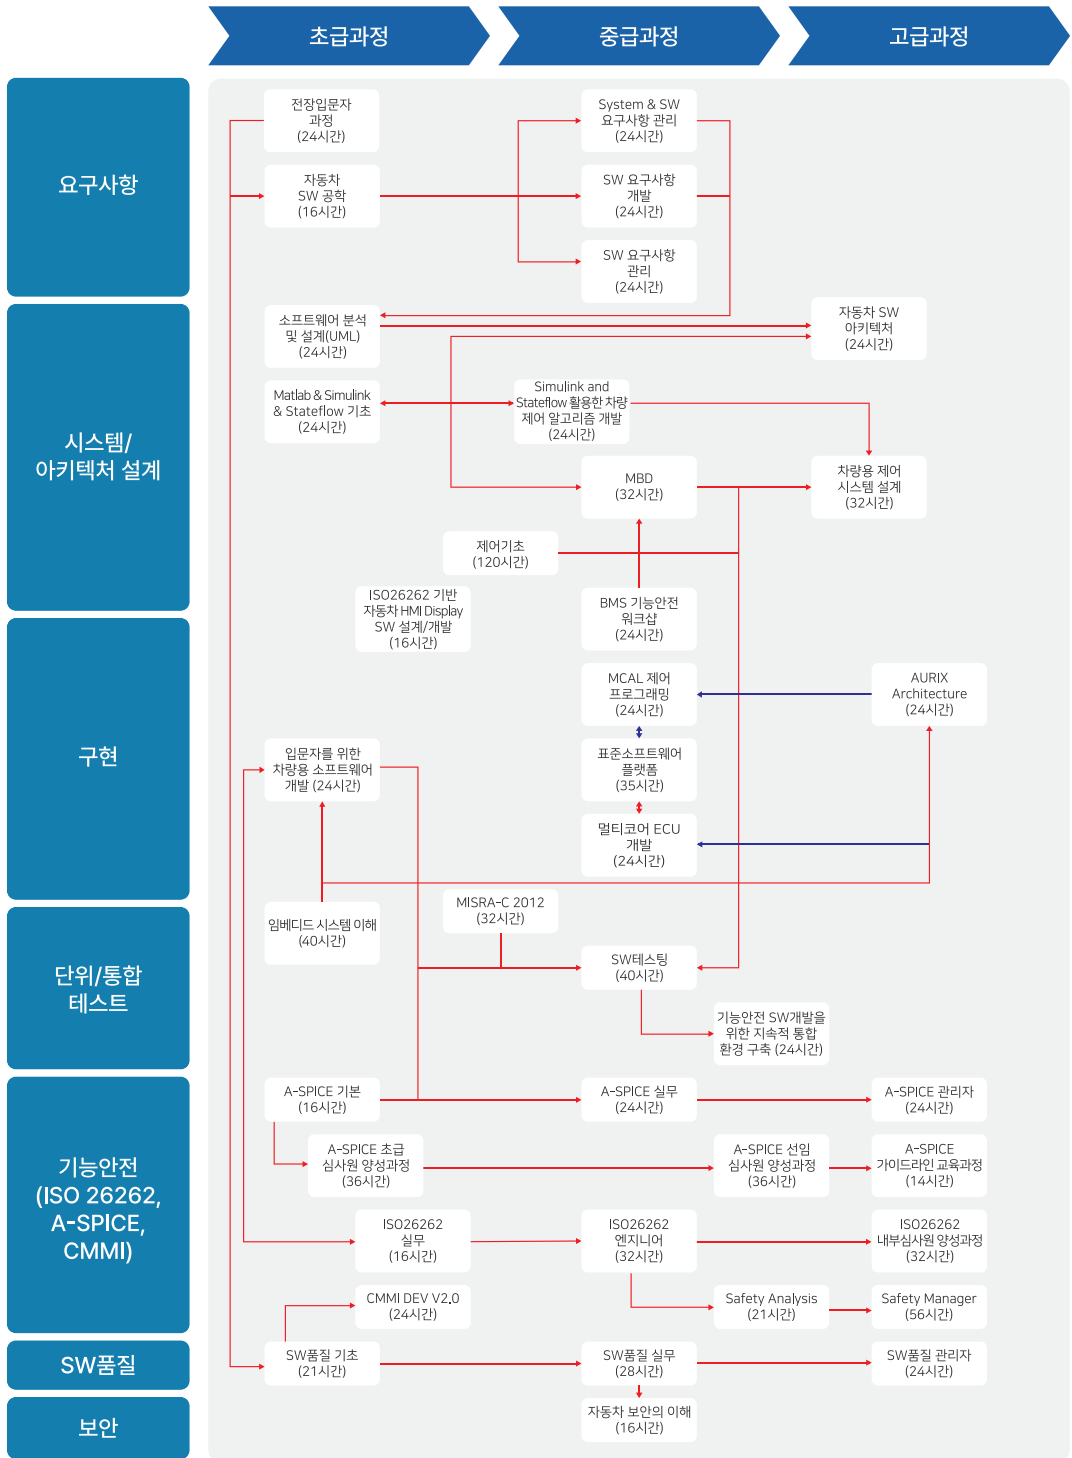 초급과정
중급과정
고급과정
요구사항
전장입문자
과정
(24시간)
System & SW
요구사항 관리
(24시간)
자동차
SW 공학
(16시간)
SW 요구사항
개발
(24시간)
SW 요구사항
관리
(24시간)
시스템/
아키텍처 설계
소프트웨어 분석
및 설계(UML)
(24시간)
자동차 SW
아키텍처
(24시간)
Matlab & Simulink
& Stateflow 기초
(24시간)
Simulink and
Stateflow 활용한 차량
제어 알고리즘 개발
(24시간)
MBD
(32시간)
차량용 제어
시스템 설계
(32시간)
제어기초
(120시간)
ISO26262 기반
자동차 HMI Display
SW 설계/개발
(16시간)
BMS 기능안전
워크샵
(24시간)
구현
MCAL 제어
프로그래밍
(24시간)
AURIX
Architecture
(24시간)
입문자를 위한
차량용 소프트웨어
개발 (24시간)
표준소프트웨어
플랫폼
(35시간)
멀티코어 ECU
개발
(24시간)
단위/통합
테스트
임베디드 시스템 이해
(40시간)
MISRA-C 2012
(32시간)
SW테스팅
(40시간)
기능안전 SW개발을
위한 지속적 통합
환경 구축 (24시간)
기능안전
(ISO 26262,
A-SPICE,
CMMI)
A-SPICE 기본
(16시간)
A-SPICE 실무
(24시간)
A-SPICE 관리자
(24시간)
A-SPICE 초급
심사원 양성과정
(36시간)
A-SPICE 선임
심사원 양성과정
(36시간)
A-SPICE
가이드라인 교육과정
(14시간)
ISO26262
실무
(16시간)
ISO26262
엔지니어
(32시간)
ISO26262
내부심사원 양성과정
(32시간)
CMMI DEV V2.0
(24시간)
Safety Analysis
(21시간)
Safety Manager
(56시간)
SW품질
SW품질 기초
(21시간)
SW품질 실무
(28시간)
SW품질 관리자
(24시간)
보안
자동차 보안의 이해
(16시간)